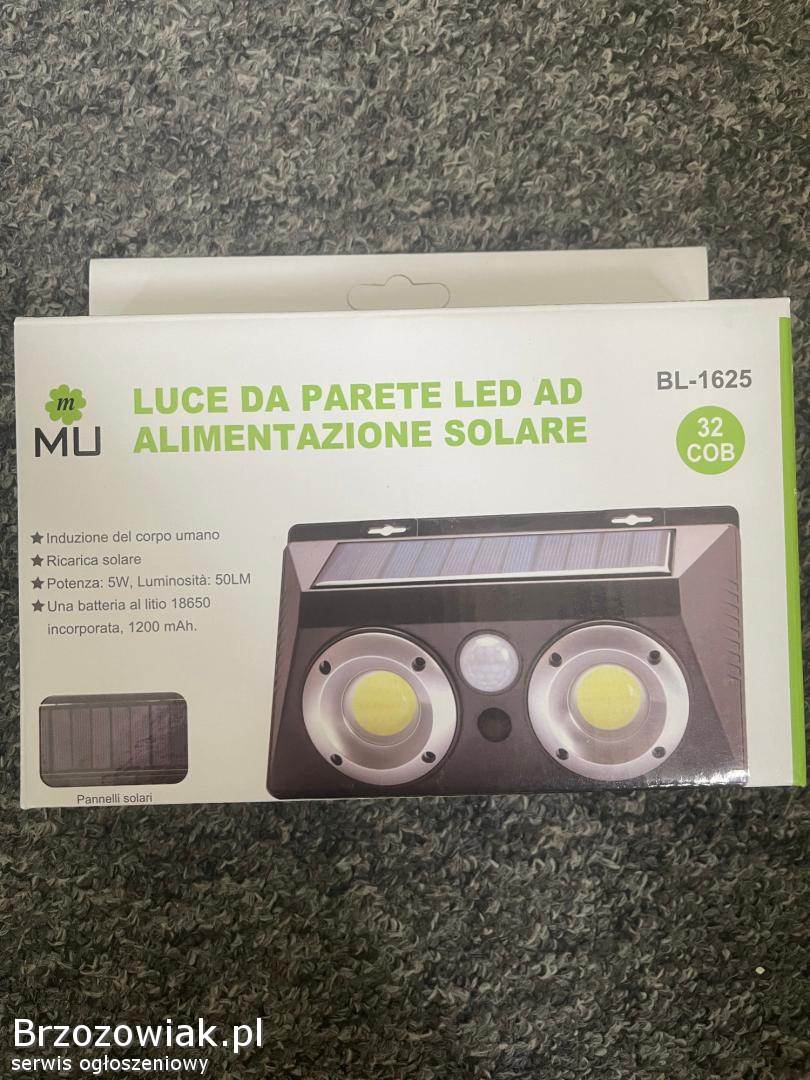 m
MU
LUCE DA PARETE LED AD
ALIMENTAZIONE SOLARE
BL-1625
32
COB
★ Induzione del corpo umano
★ Ricarica solare
★ Potenza: 5W, Luminosità: 50LM
★ Una batteria al litio 18650
incorporata, 1200 mAh.
Pannelli solari
Brzozowiak.pl
serwis ogłoszeniowy